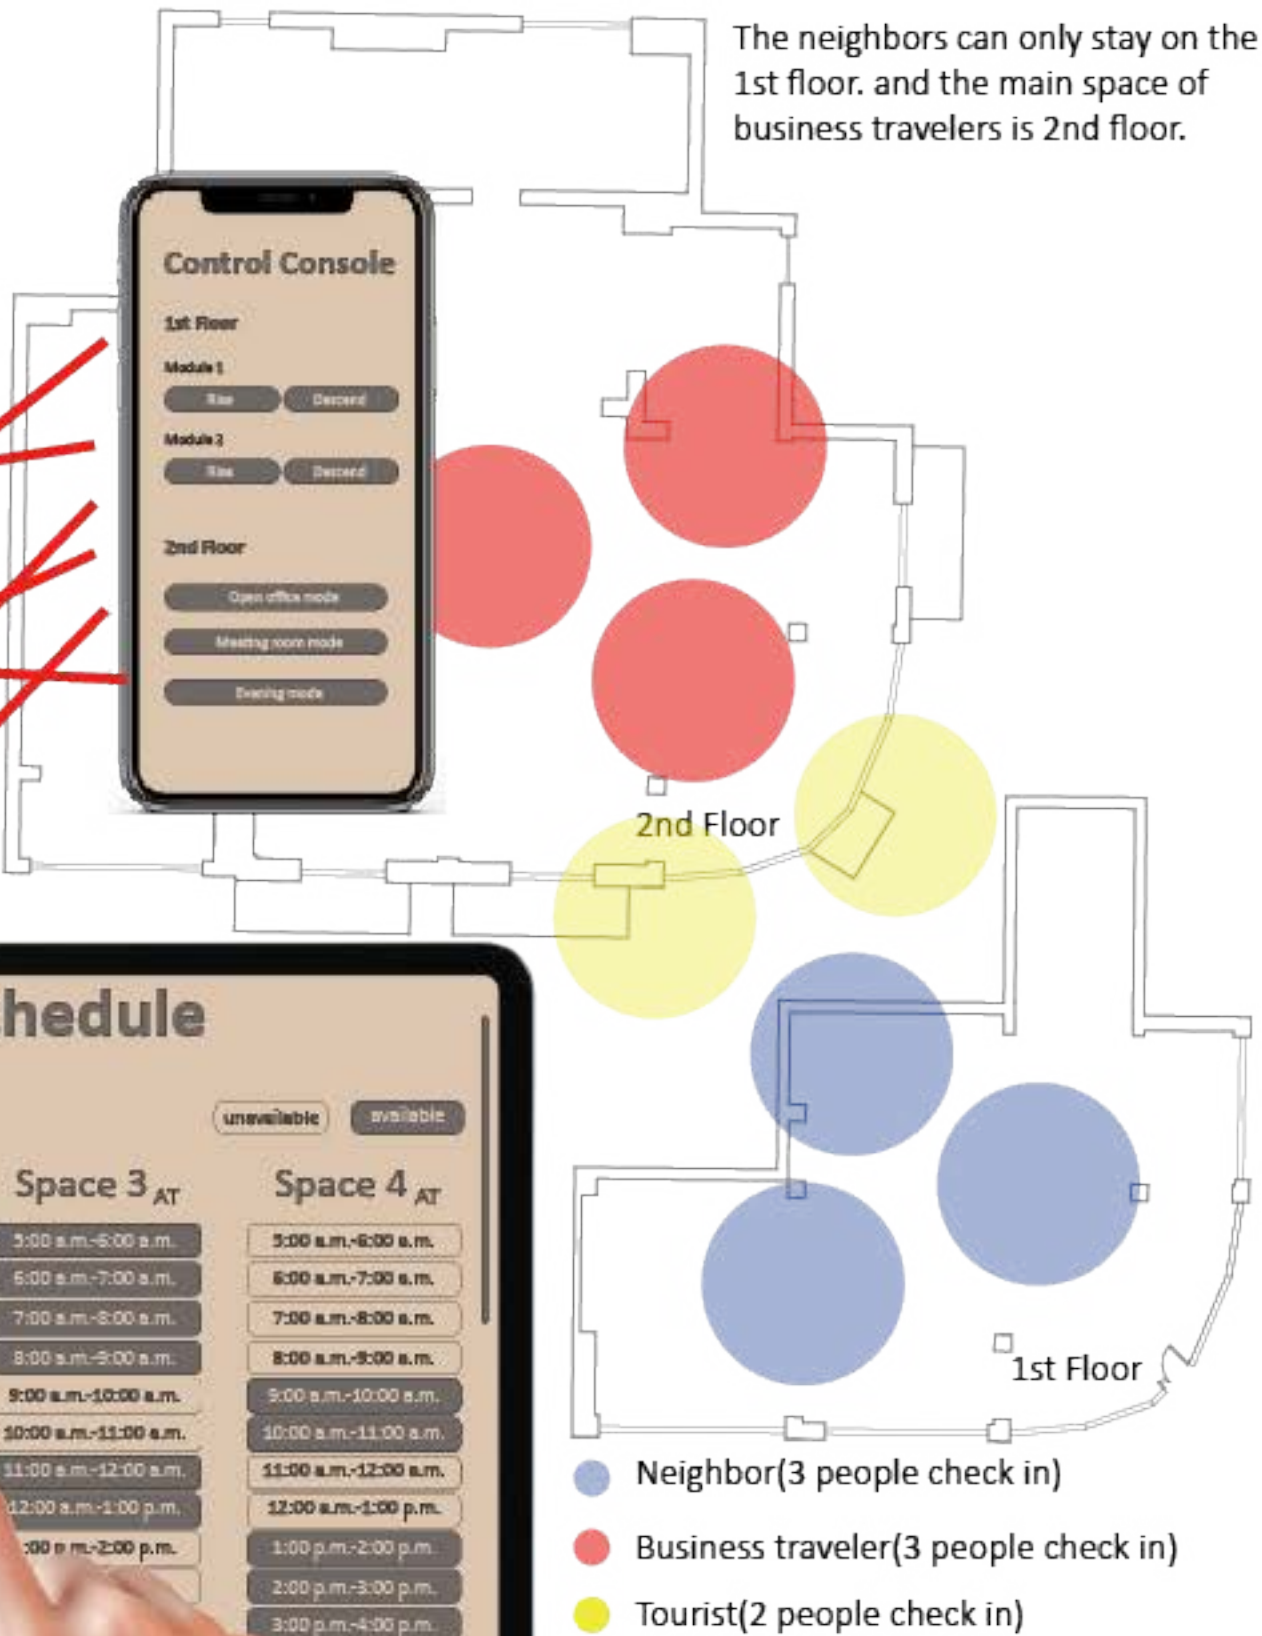 The neighbors can only stay on the
1st floor. and the main space of
business travelers is 2nd floor.
Control Console
1st Floor
Module 1
Rise Descend
Module 2
Rise Descend
2nd Floor
Open office mode
Meeting room mode
Evening mode
2nd Floor
hedule
unavailable available
Space 3 AT
5:00 a.m.-6:00 a.m.
6:00 a.m.-7:00 a.m.
7:00 a.m.-8:00 a.m.
8:00 a.m.-9:00 a.m.
9:00 a.m.-10:00 a.m.
10:00 a.m.-11:00 a.m.
11:00 a.m.-12:00 a.m.
12:00 a.m.-1:00 p.m.
:00 p.m.-2:00 p.m.
Space 4 AT
5:00 a.m.-6:00 a.m.
6:00 a.m.-7:00 a.m.
7:00 a.m.-8:00 a.m.
8:00 a.m.-9:00 a.m.
9:00 a.m.-10:00 a.m.
10:00 a.m.-11:00 a.m.
11:00 a.m.-12:00 a.m.
12:00 a.m.-1:00 p.m.
1:00 p.m.-2:00 p.m.
2:00 p.m.-3:00 p.m.
3:00 p.m.-4:00 p.m.
1st Floor
Neighbor(3 people check in)
Business traveler(3 people check in)
Tourist(2 people check in)